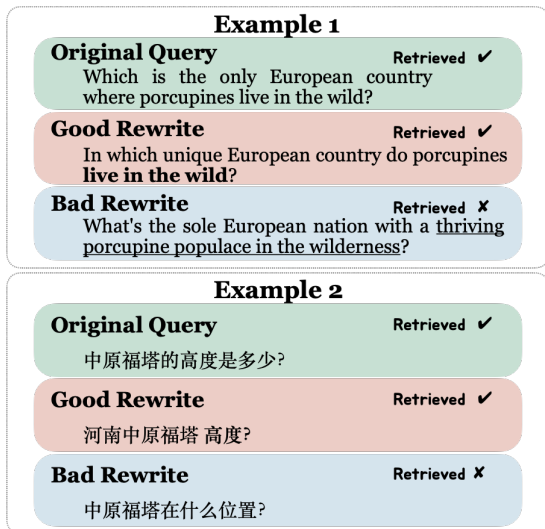 Example 1
Original Query
Retrieved ✔
Which is the only European country
where porcupines live in the wild?
Good Rewrite
Retrieved ✔
In which unique European country do porcupines
live in the wild?
Bad Rewrite
Retrieved ✘
What's the sole European nation with a thriving
porcupine populace in the wilderness?
Example 2
Original Query
Retrieved ✔
中原福塔的高度是多少?
Good Rewrite
Retrieved ✔
河南中原福塔 高度?
Bad Rewrite
Retrieved ✘
中原福塔在什么位置?